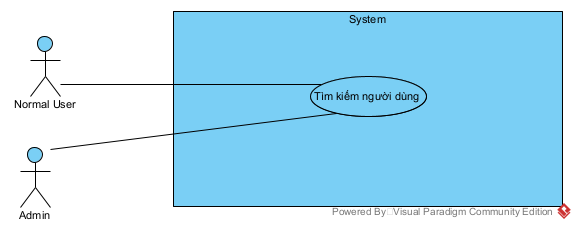 System
Normal User
Tìm kiếm người dùng
Admin
Powered By Visual Paradigm Community Edition